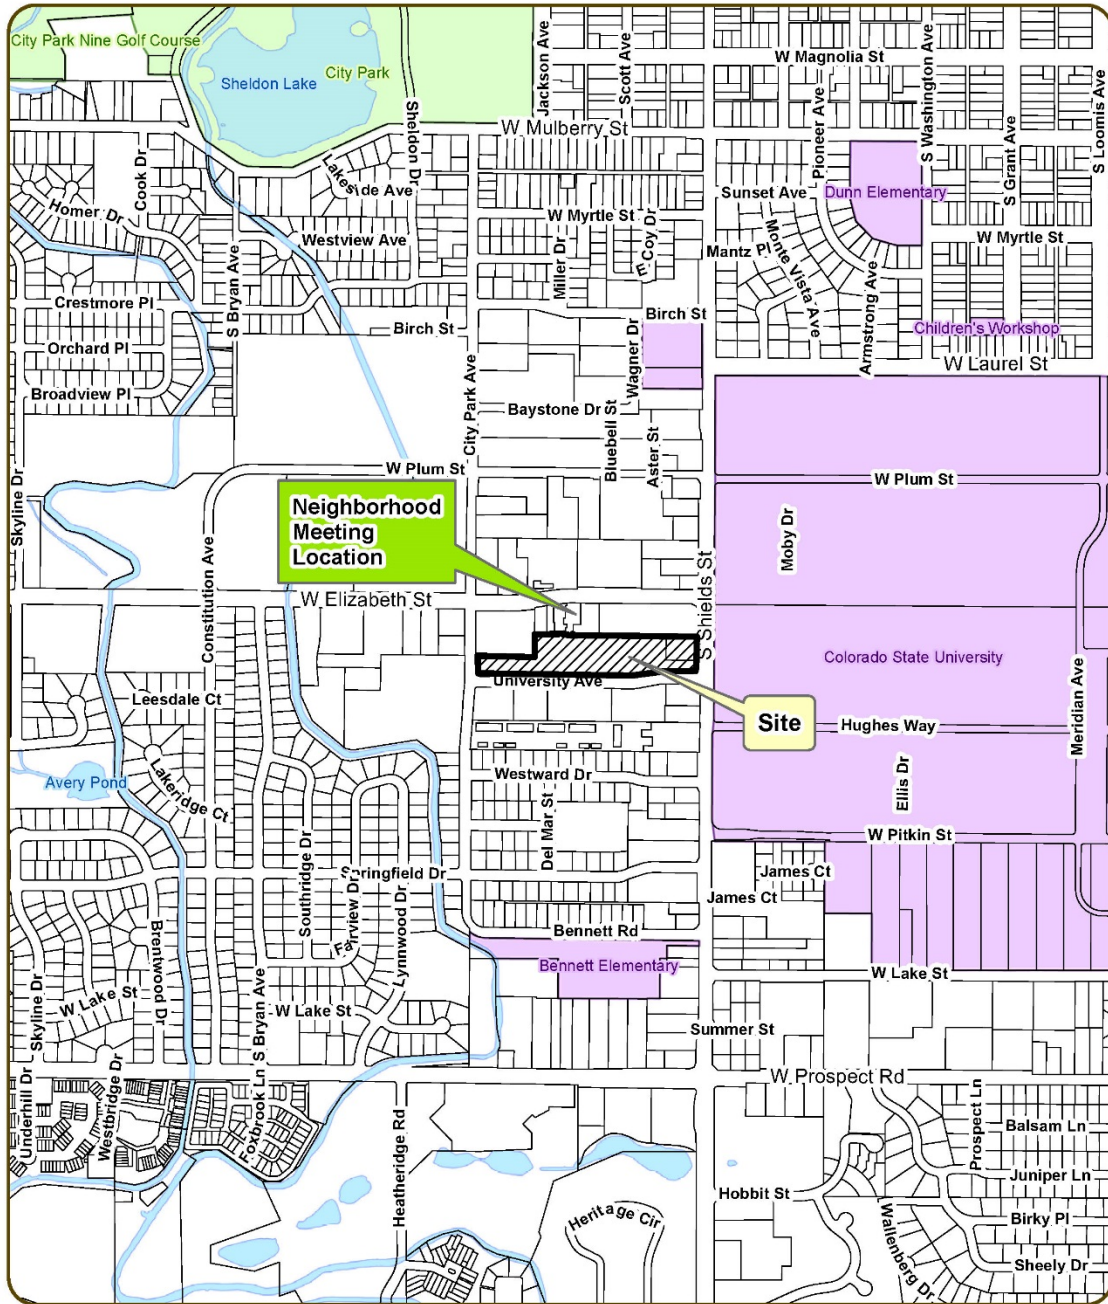 City Park Nine Golf Course
Sheldon Lake
City Park
Jackson Ave
Scott Ave
W Magnolia St
Pioneer Ave
S Washington Ave
S Grant Ave
S Loomis Ave
W Mulberry St
Sheldon Dr
Cook Dr
Lakeside Ave
Homer Dr
W Myrtle St
Sunset Ave
Dunn Elementary
Westview Ave
Miller Dr
E Coy Dr
Mantz Pl
Monte Vista Ave
W Myrtle St
S Bryan Ave
Crestmore Pl
Birch St
Birch St
Armstrong Ave
Children's Workshop
Orchard Pl
Wagner Dr
W Laurel St
Broadview Pl
City Park Ave
Baystone Dr
Bluebell St
Aster St
W Plum St
W Plum St
Skyline Dr
Neighborhood
Meeting
Location
Moby Dr
Constitution Ave
W Elizabeth St
S Shields St
Colorado State University
Meridian Ave
University Ave
Leesdale Ct
Site
Hughes Way
Lakeridge Ct
Avery Pond
Westward Dr
Ellis Dr
Del Mar St
W Pitkin St
Southridge Dr
Springfield Dr
Fairview Dr
Lynnwood Dr
James Ct
James Ct
Brentwood Dr
Bennett Rd
Bennett Elementary
W Lake St
W Lake St
Skyline Dr
S Bryan Ave
W Lake St
Summer St
Underhill Dr
Westbridge Dr
Foxbrook Ln
W Prospect Rd
Prospect Ln
Balsam Ln
Heatheridge Rd
Juniper Ln
Hobbit St
Heritage Cir
Wallenberg Dr
Birky Pl
Sheely Dr